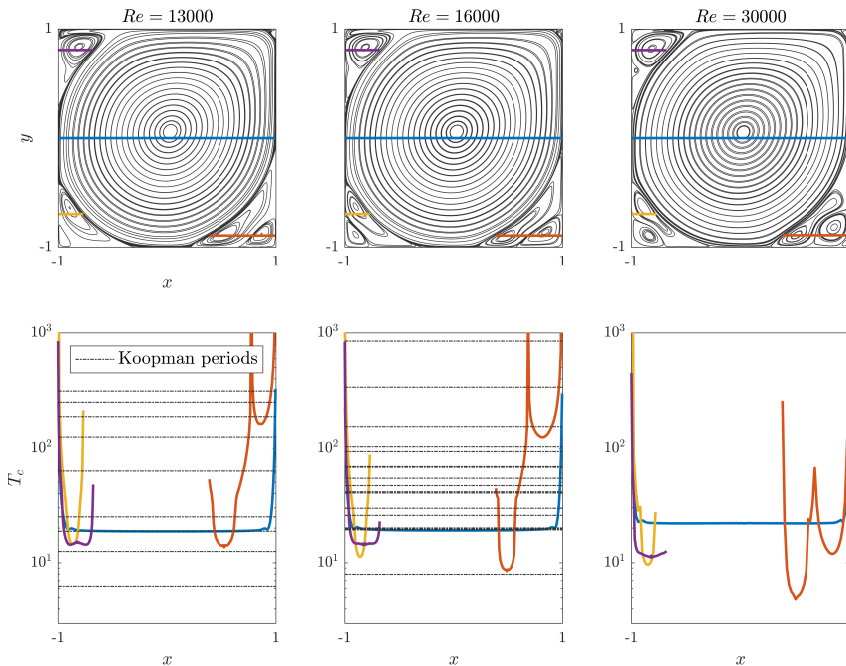 Re = 13000
Re = 16000
Re = 30000
1
1
1
y
-1
-1
-1
-1
1
-1
1
-1
x
10^3
10^3
10^3
Koopman periods
10^2
10^2
10^2
T_c
10^1
10^1
10^1
-1
1
-1
1
-1
x
x
x